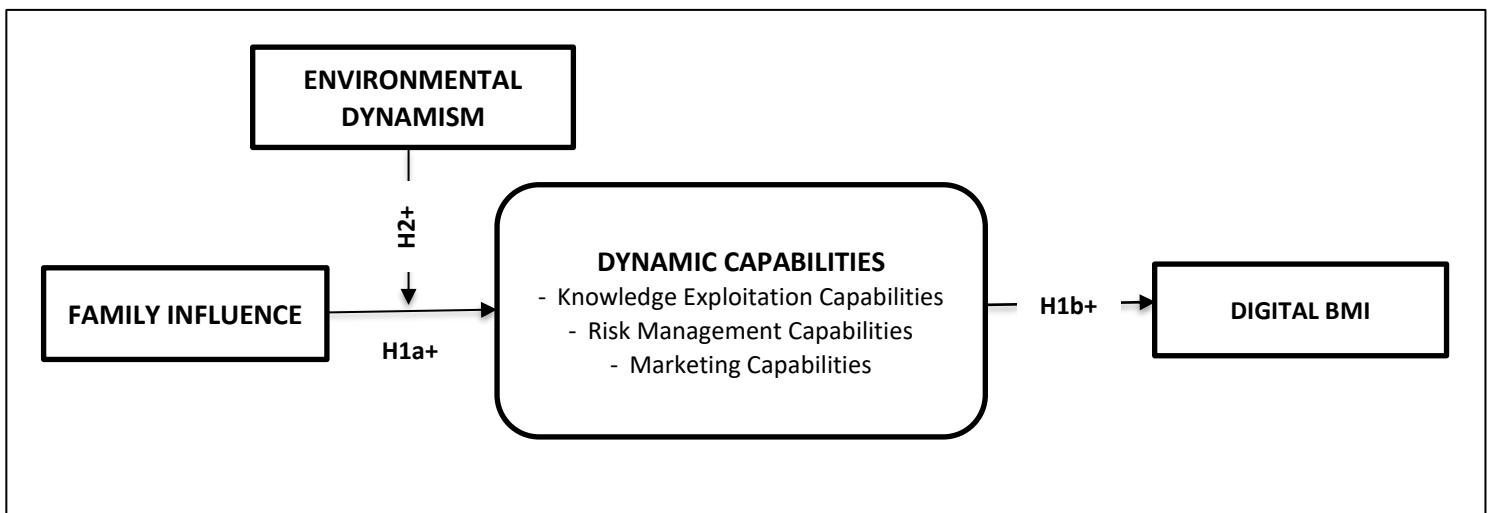 ENVIRONMENTAL
DYNAMISM
H2+
FAMILY INFLUENCE
H1a+
DYNAMIC CAPABILITIES
- Knowledge Exploitation Capabilities
- Risk Management Capabilities
- Marketing Capabilities
H1b+
DIGITAL BMI